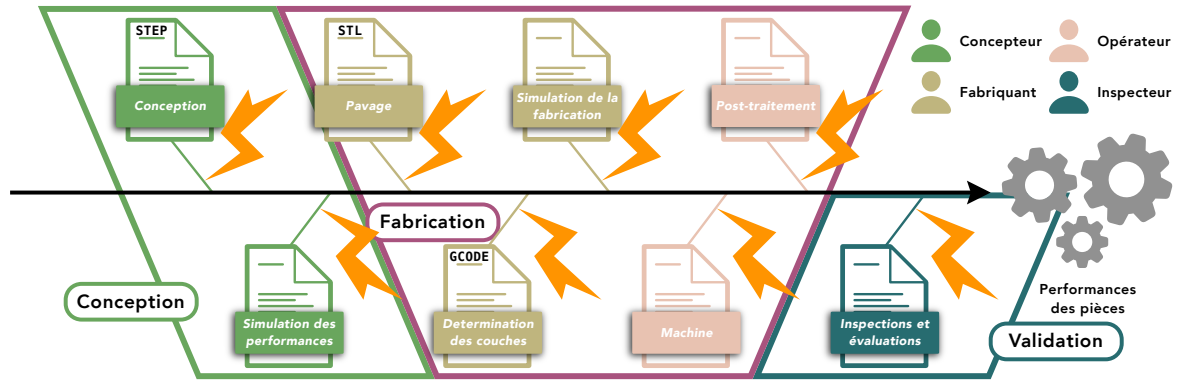 STEP
STL
Conception
Pavage
Simulation de la
fabrication
Post-traitement
Concepteur
Opérateur
Fabriquant
Inspecteur
Fabrication
GCODE
Conception
Simulation des
performances
Determination
des couches
Machine
Inspections et
évaluations
Performances
des pièces
Validation